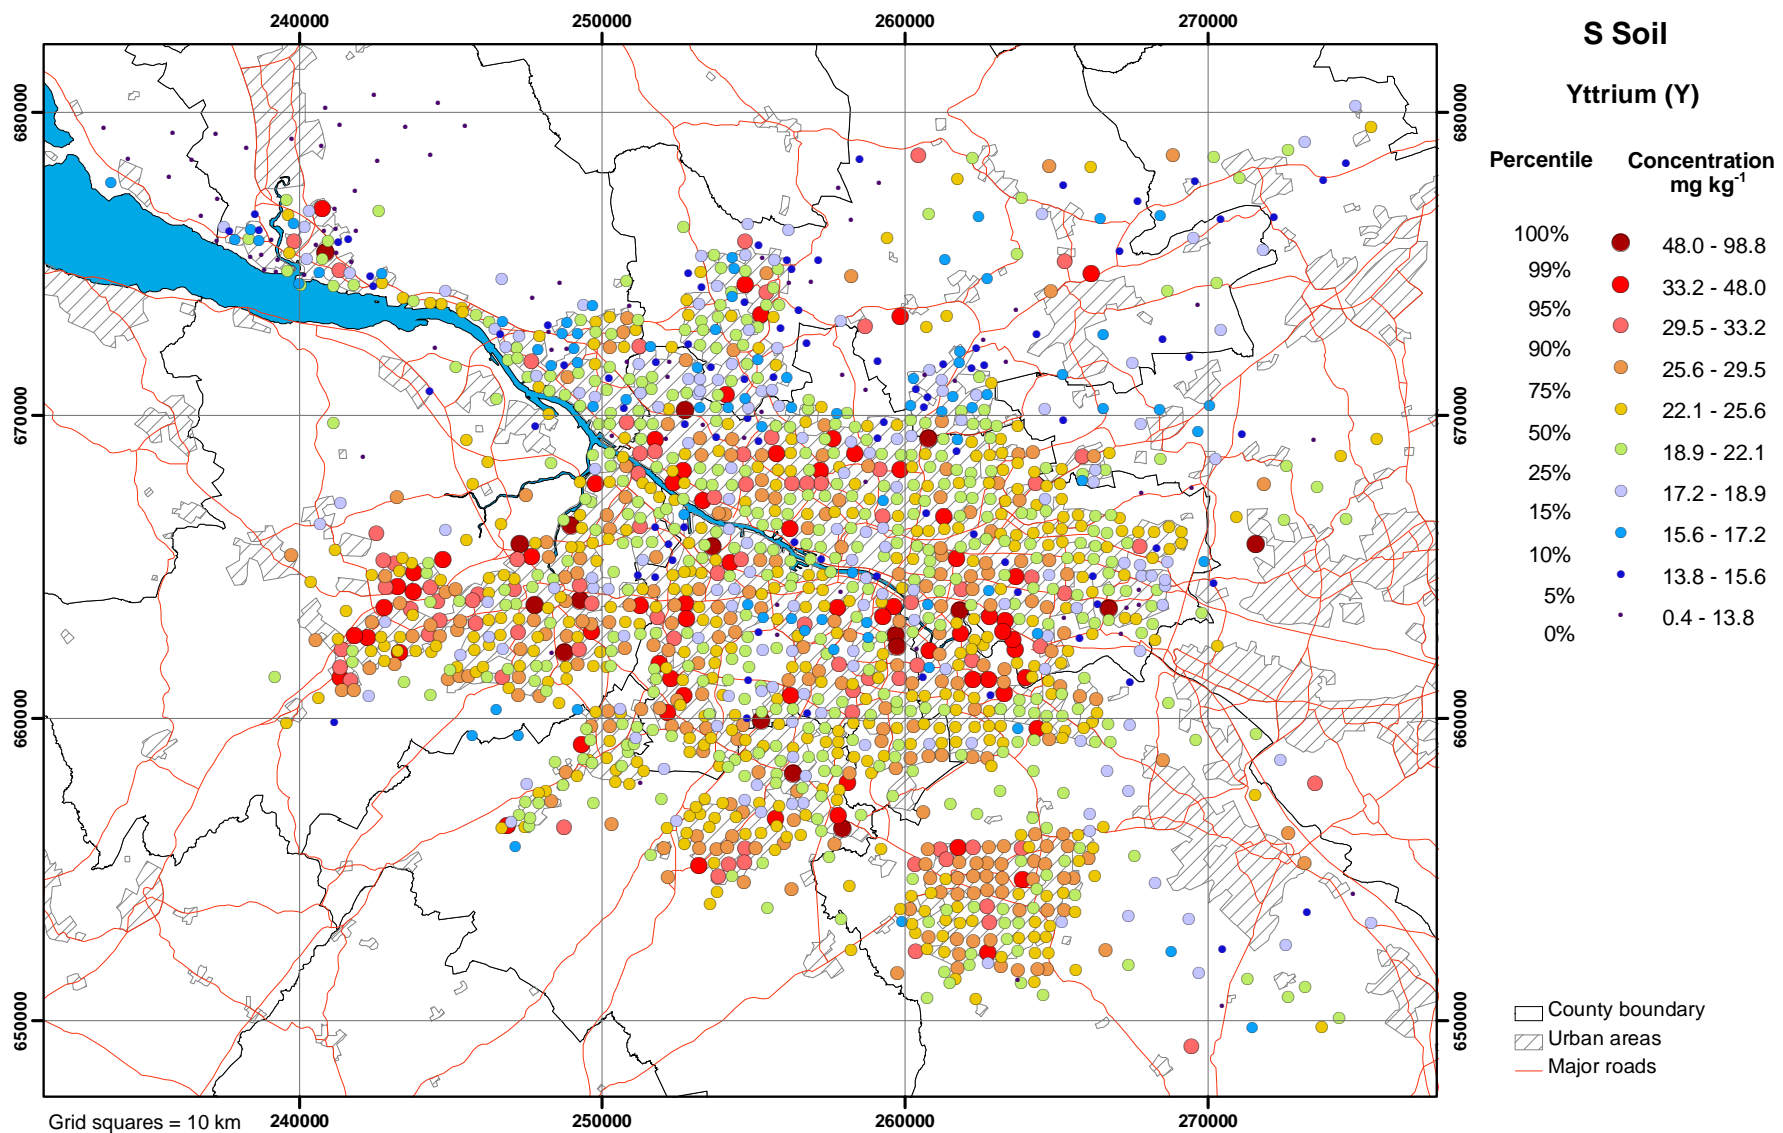 240000
250000
260000
270000
680000
670000
660000
650000
680000
670000
660000
650000
240000
250000
260000
270000
Grid squares = 10 km
S Soil
Yttrium (Y)
Percentile
Concentration
mg kg-1
100%
48.0 - 98.8
99%
33.2 - 48.0
95%
29.5 - 33.2
90%
25.6 - 29.5
75%
22.1 - 25.6
50%
18.9 - 22.1
25%
17.2 - 18.9
15%
15.6 - 17.2
10%
13.8 - 15.6
5%
0.4 - 13.8
0%
County boundary
Urban areas
Major roads